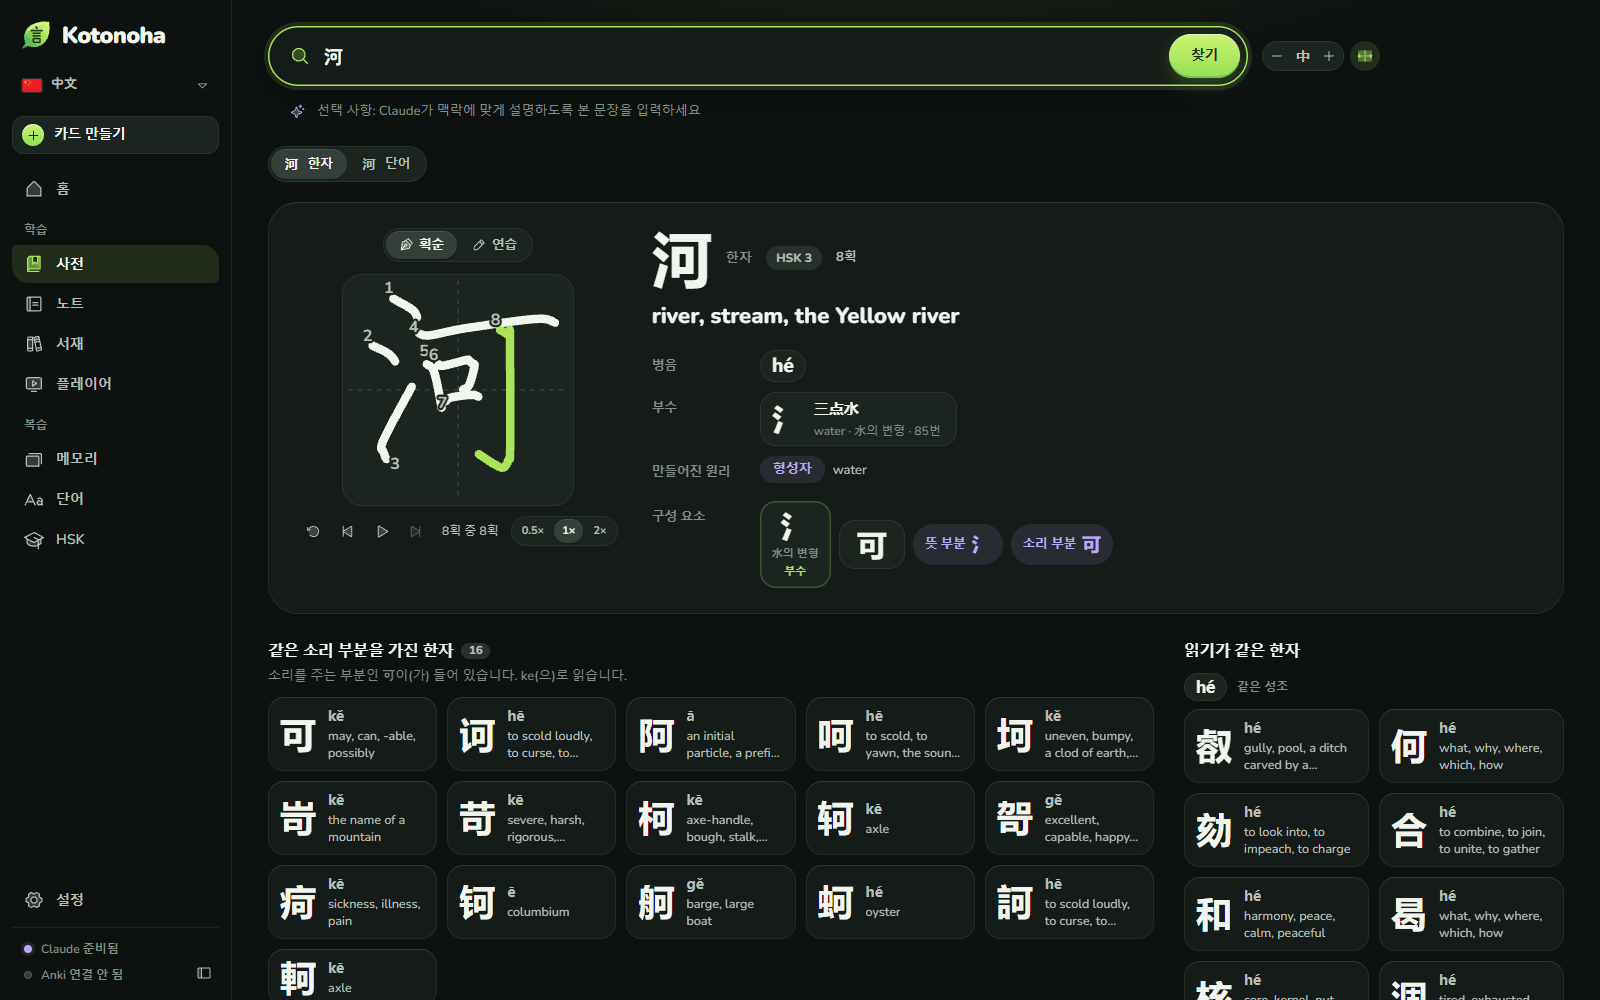 言 Kotonoha
中文
카드 만들기
홈
학습
사전
노트
서재
플레이어
복습
메모리
Aa 단어
HSK
설정
Claude 준비됨
Anki 연결 안 됨
河
찾기
中
선택 사항: Claude가 맥락에 맞게 설명하도록 본 문장을 입력하세요
河 한자
河 단어
획순
연습
1
2
3
4
5
6
7
8
8획 중 8획
0.5×
1×
2×
河 한자 HSK 3 8획
river, stream, the Yellow river
병음 hé
부수 氵 三点水
water · 水의 변형 · 85번
만들어진 원리 형성자 water
구성 요소 氵 水의 변형 부수
可
뜻 부분 氵
소리 부분 可
같은 소리 부분을 가진 한자 16
소리를 주는 부분인 可이(가) 들어 있습니다. ke(으)로 읽습니다.
可 kě
may, can, -able,
possibly
诃 hē
to scold loudly,
to curse, to...
阿 ā
an initial
particle, a prefi...
呵 hē
to scold, to
yawn, the soun...
坷 kě
uneven, bumpy,
a clod of earth,...
岢 kě
the name of a
mountain
苛 kē
severe, harsh,
rigorous,...
柯 kē
axe-handle,
bough, stalk,...
轲 kē
axle
哿 gě
excellent,
capable, happy...
疴 kē
sickness, illness,
pain
钶 ē
columbium
舸 gě
barge, large
boat
蚵 hé
oyster
訶 hē
to scold loudly,
to curse, to...
軻 kē
axle
읽기가 같은 한자
hé 같은 성조
叡 hé
gully, pool, a ditch
carved by a...
何 hé
what, why, where,
which, how
劾 hé
to look into, to
impeach, to charge
合 hé
to combine, to join,
to unite, to gather
和 hé
harmony, peace,
calm, peaceful
曷 hé
what, why, where,
which, how
核 hé
core, kernel, nut,
涸 hé
tired, exhausted,